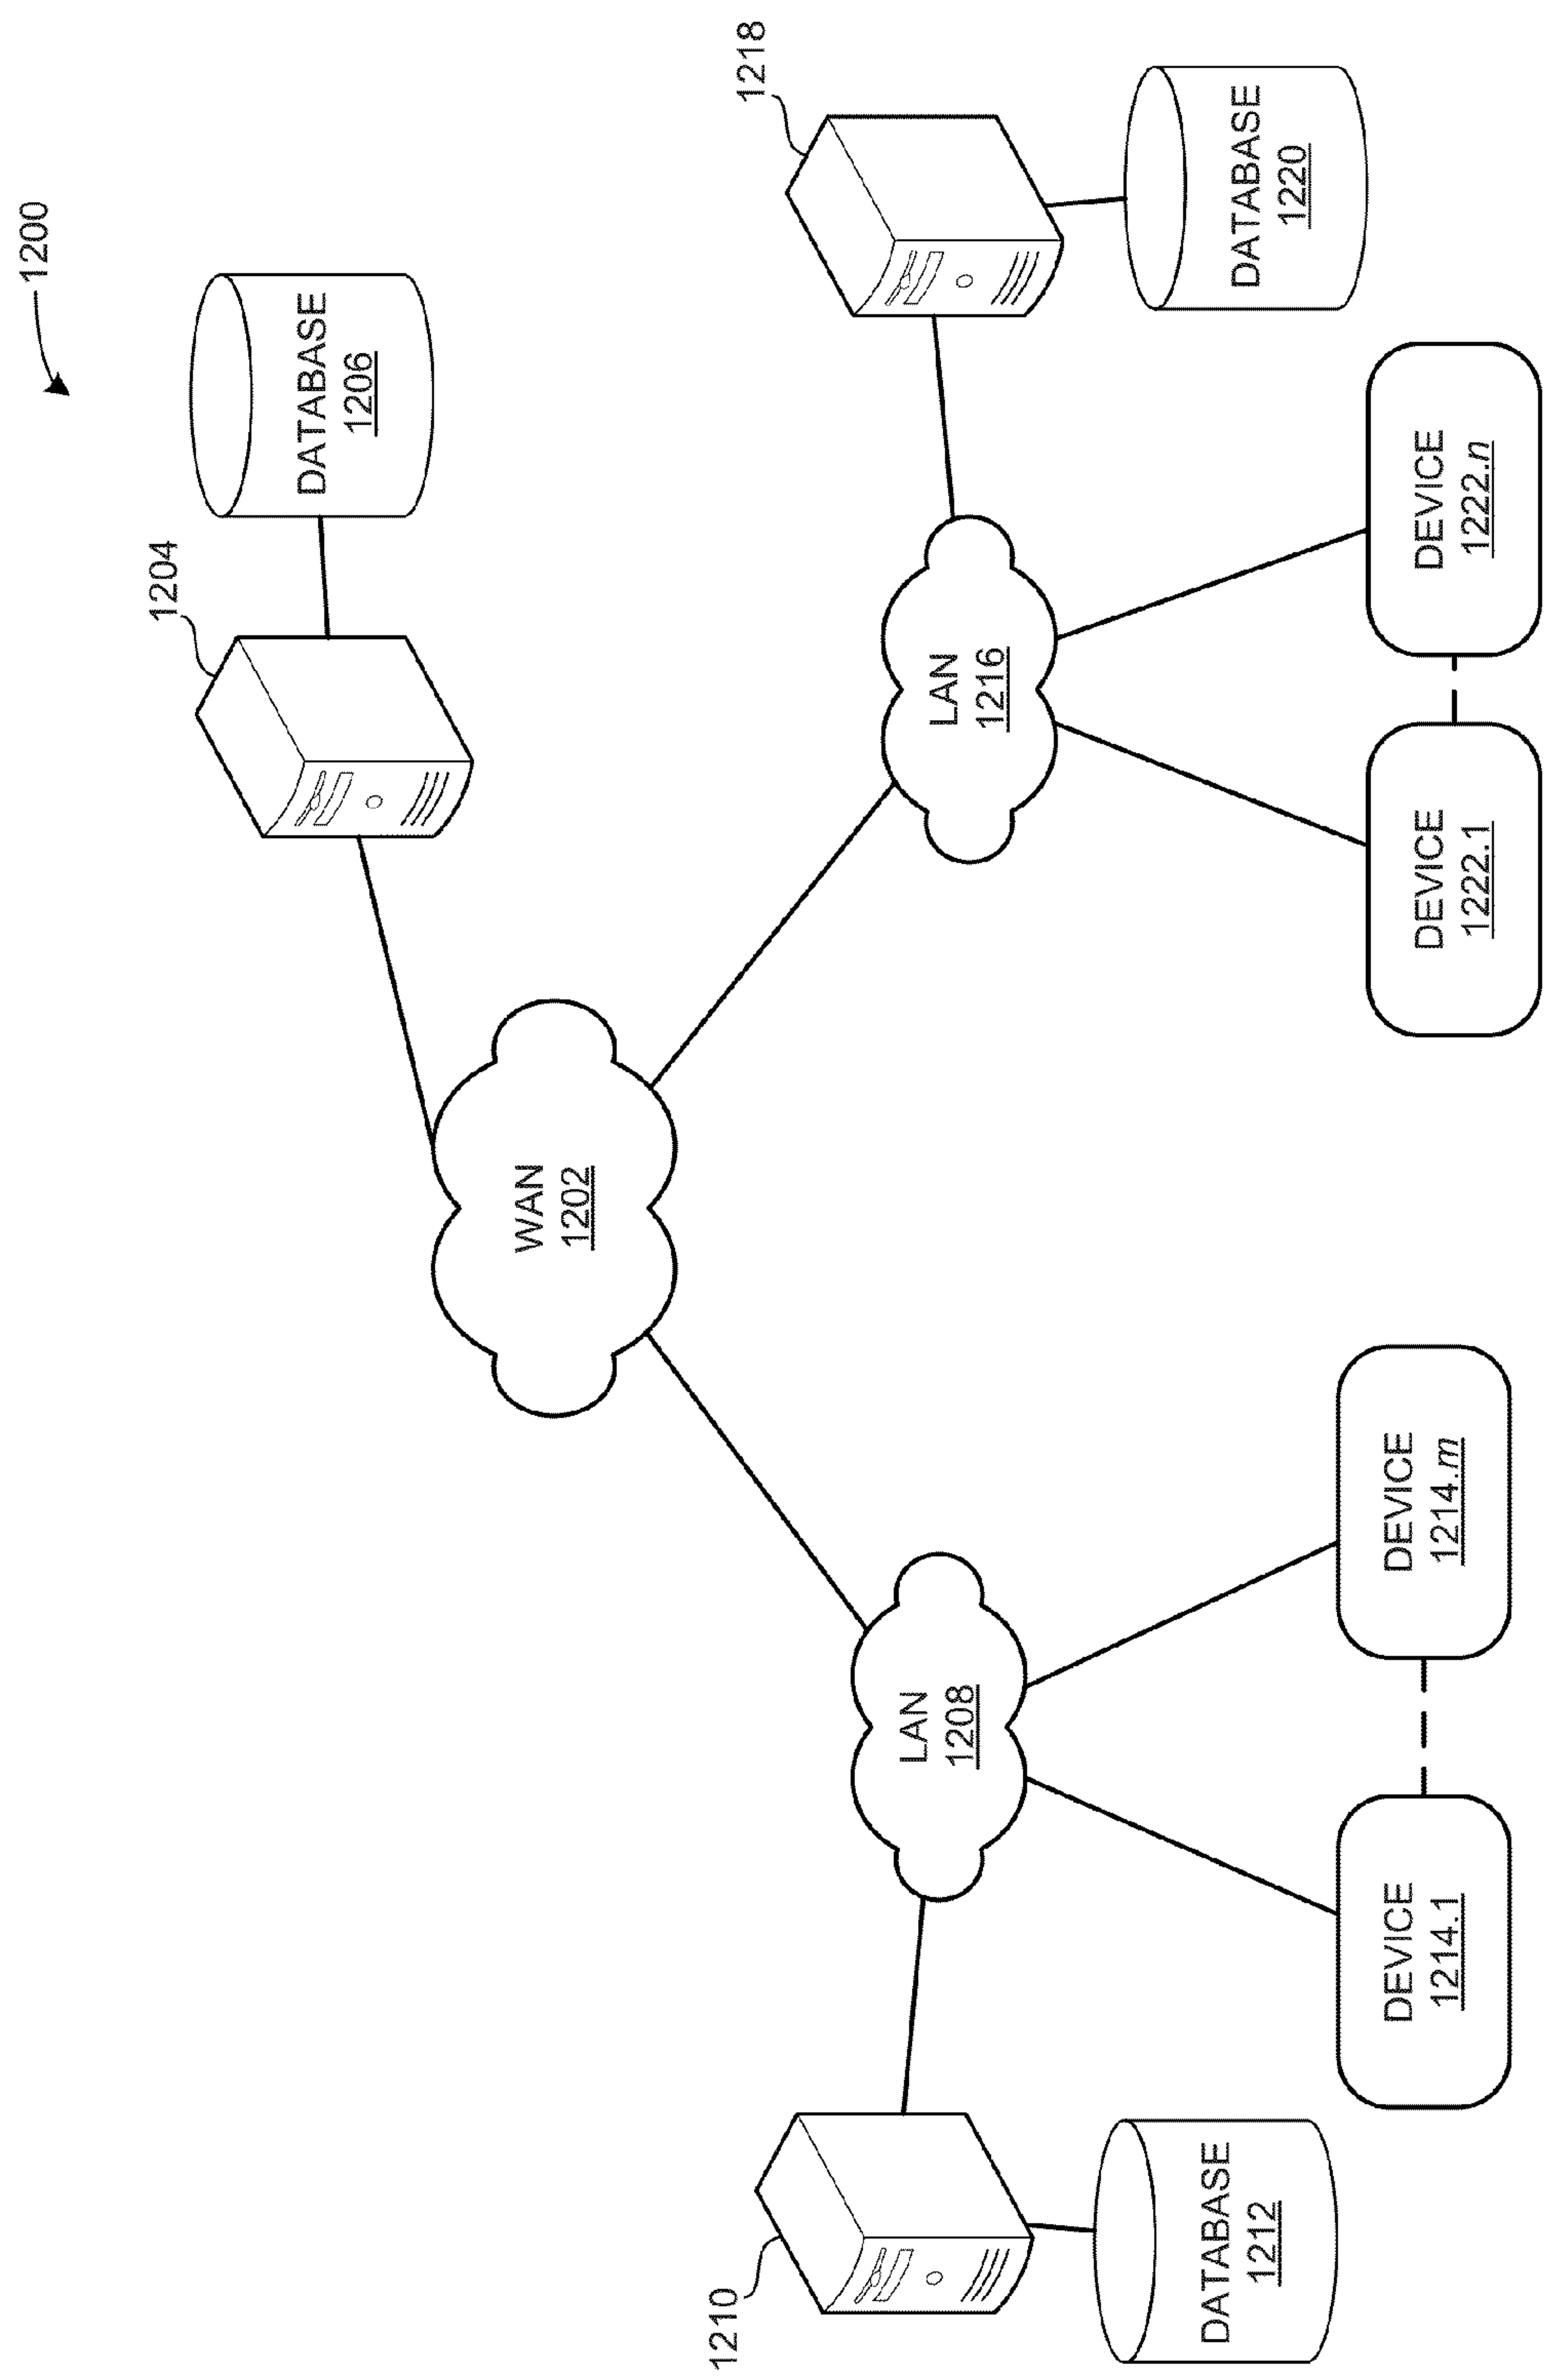 1200
1204
DATABASE
1206
WAN
1202
1210
DATABASE
1212
LAN
1208
DEVICE
1214.1
DEVICE
1214.m
LAN
1216
1218
DATABASE
1220
DEVICE
1222.1
DEVICE
1222.n